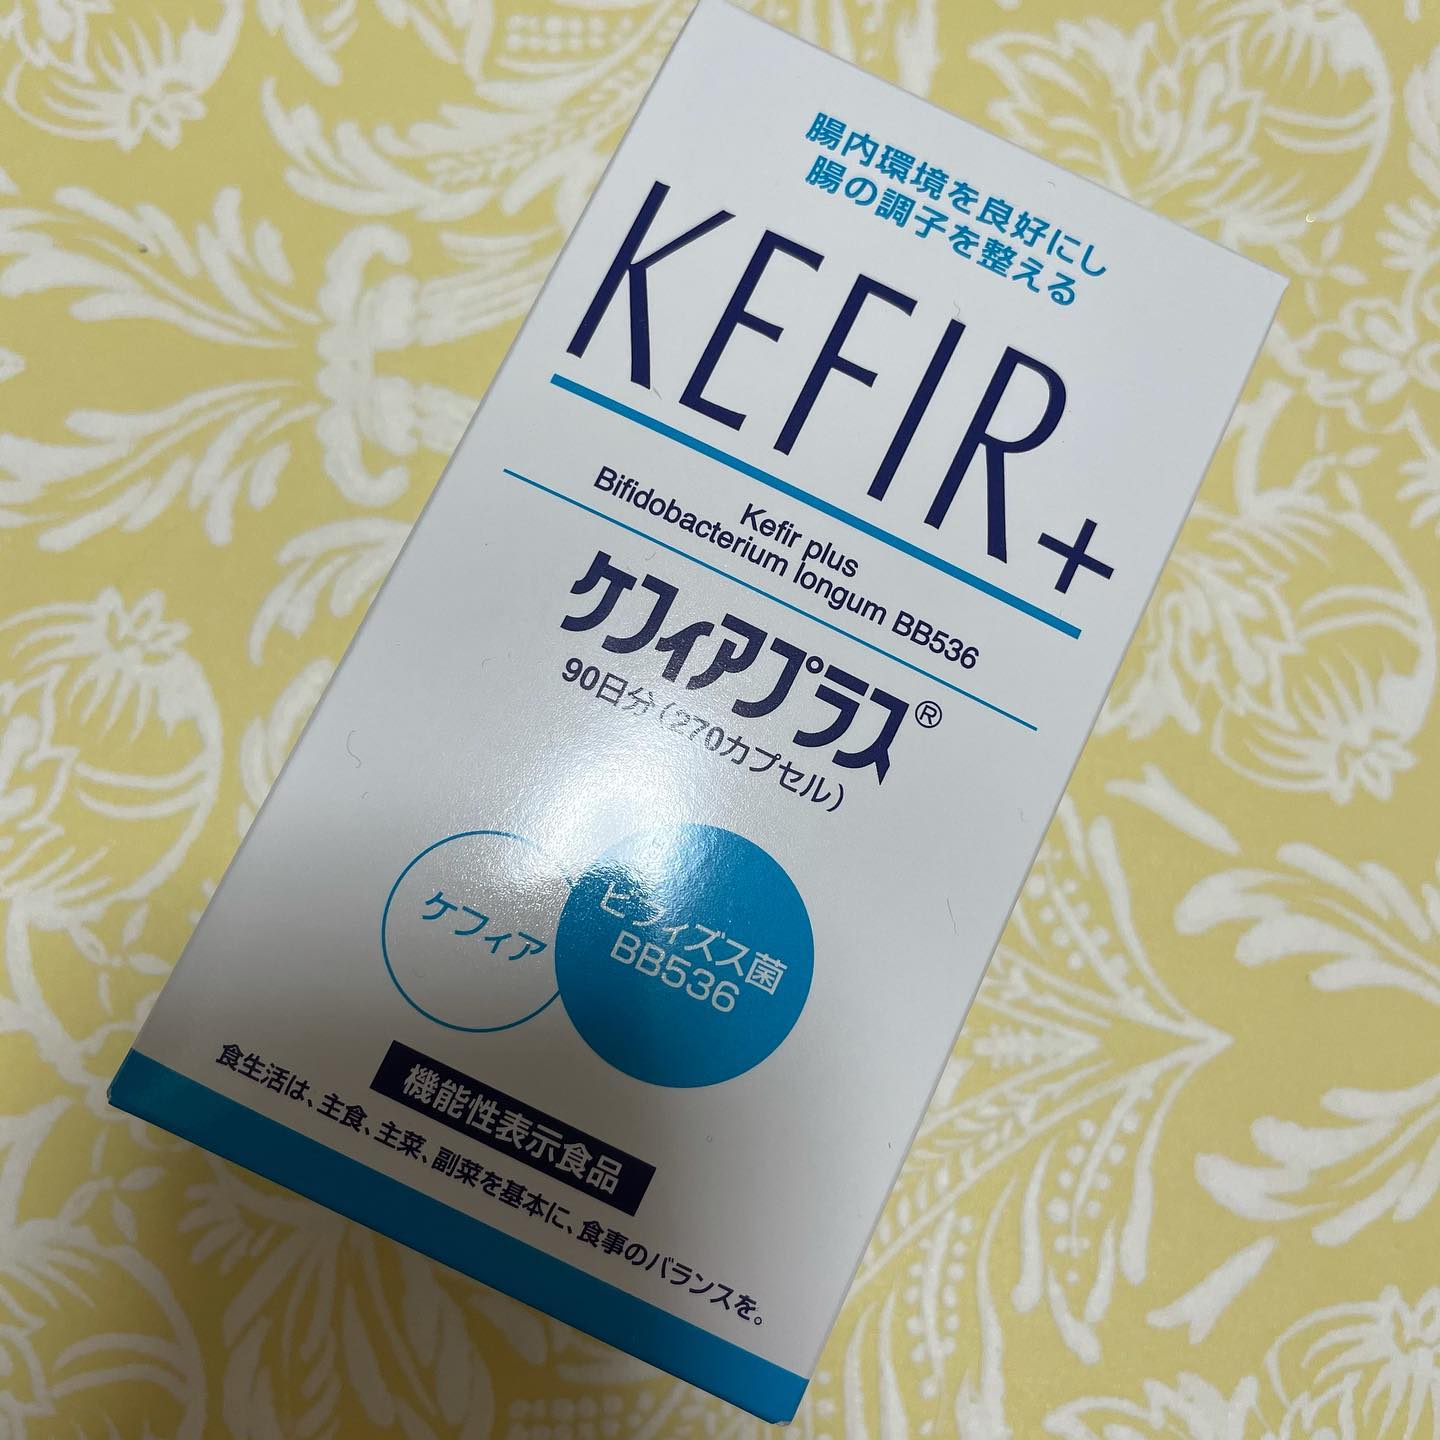 腸内環境を良好にし
腸の調子を整える
KEFIR+
Kefir plus
Bifidobacterium longum BB536
ケフィアプラス®
90日分(270カプセル)
ケフィア
ビフィズス菌
BB536
機能性表示食品
食生活は、主食、主菜、副菜を基本に、食事のバランスを。